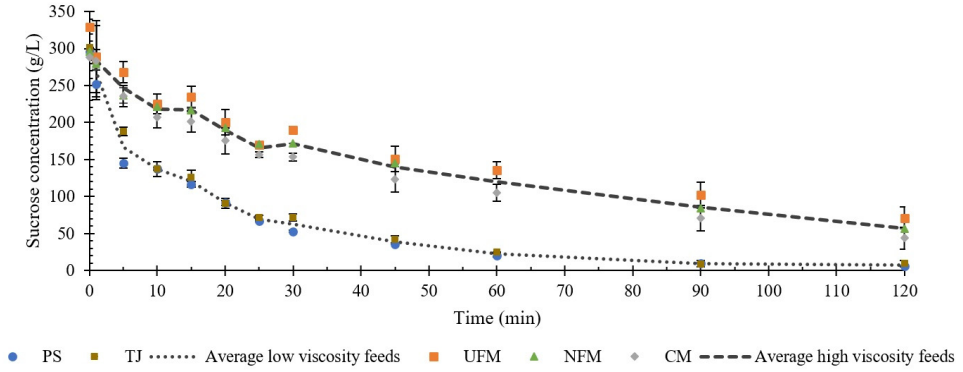 Sucrose concentration (g/L)
350
300
250
200
150
100
50
0
0 10 20 30 40 50 60 70 80 90 100 110 120
Time (min)
PS TJ Average low viscosity feeds UFM NFM CM Average high viscosity feeds